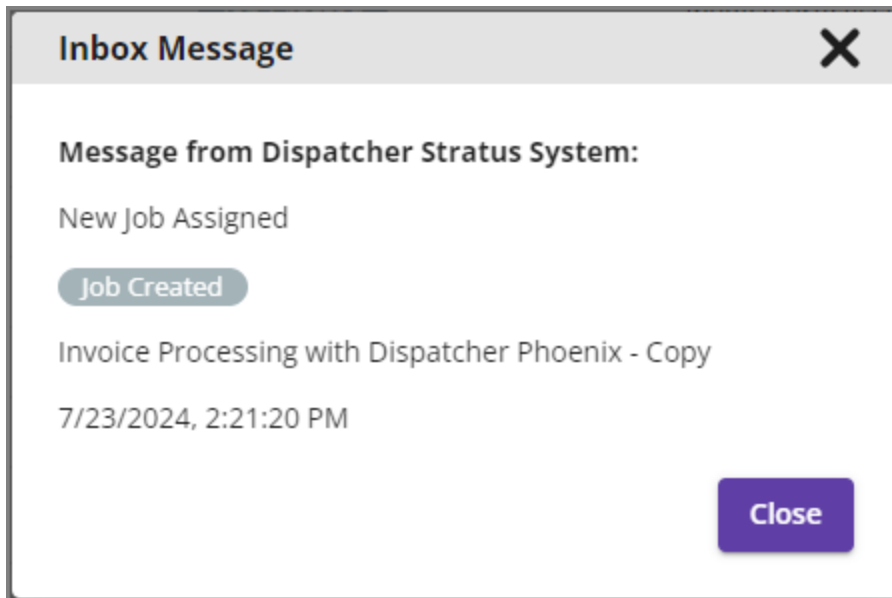 Inbox Message
Message from Dispatcher Stratus System:
New Job Assigned
Job Created
Invoice Processing with Dispatcher Phoenix - Copy
7/23/2024, 2:21:20 PM
Close